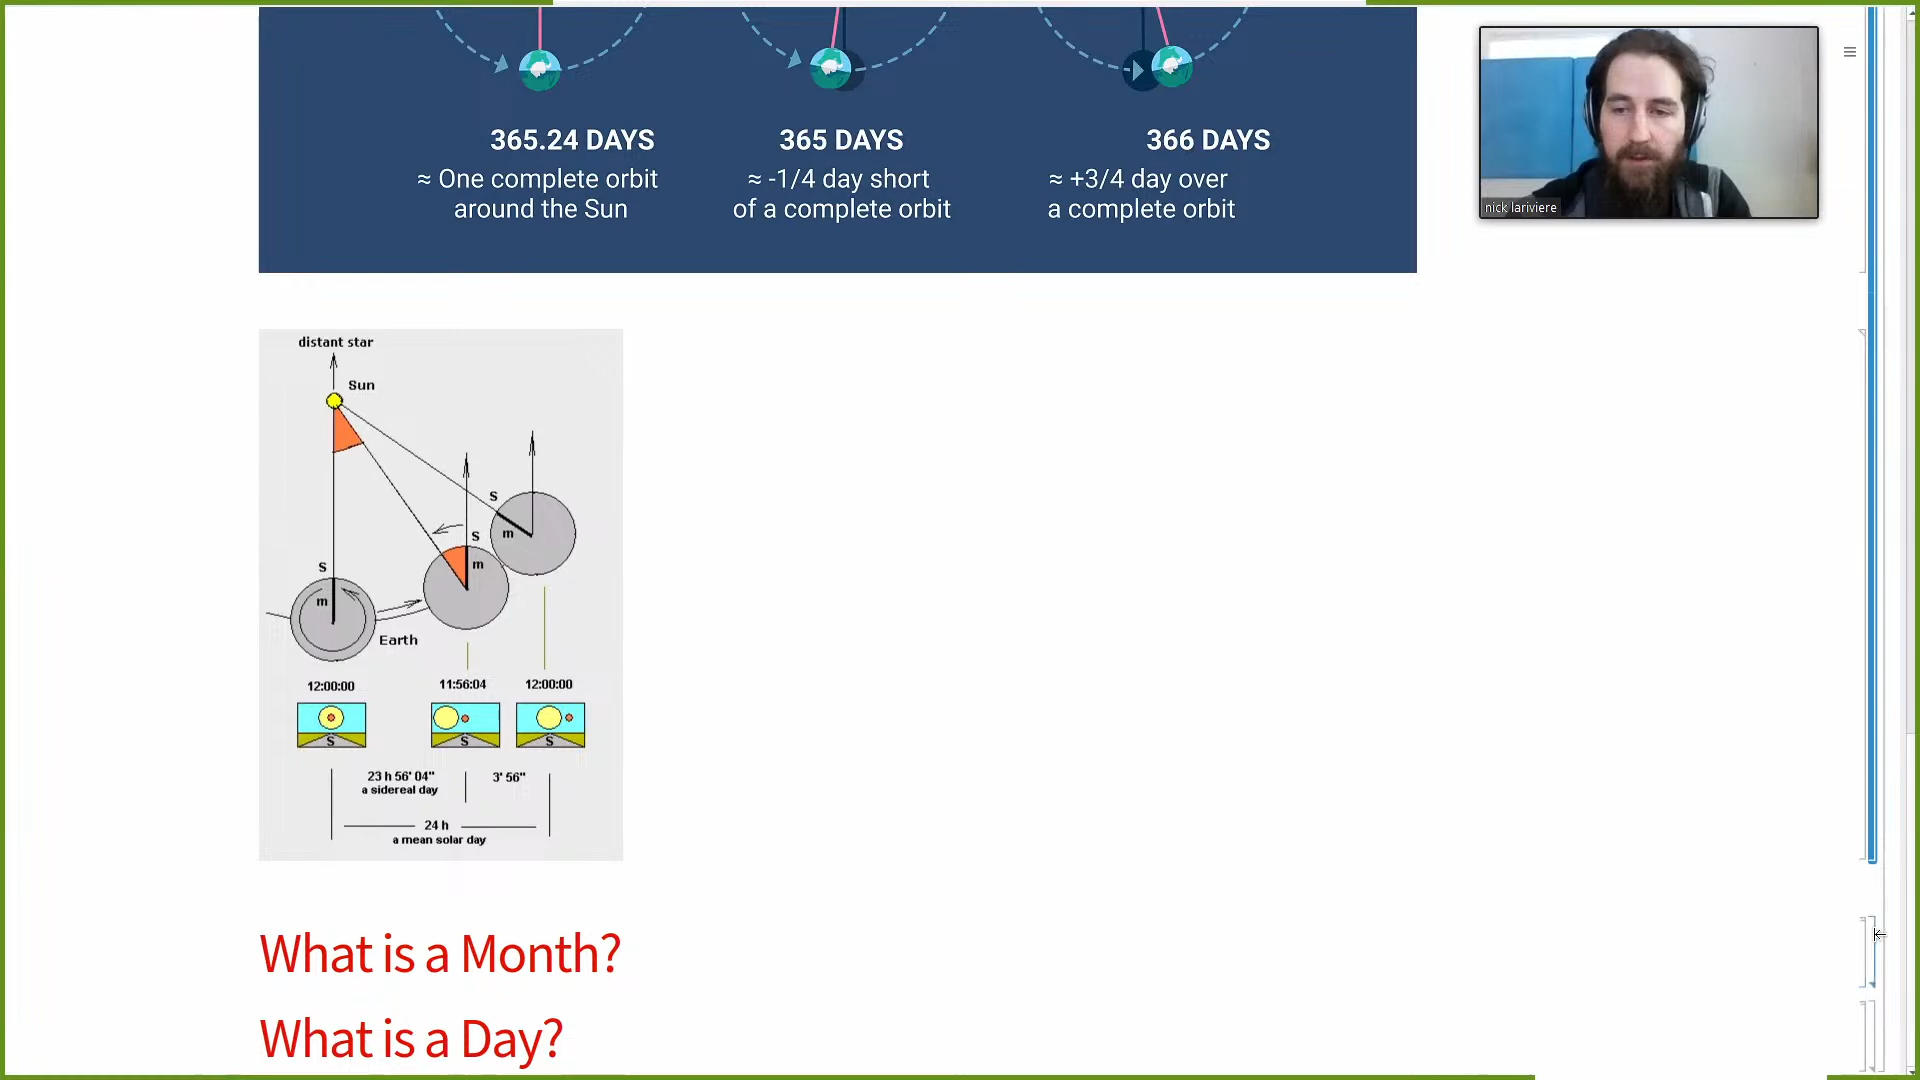 365.24 DAYS
≈ One complete orbit
around the Sun
365 DAYS
≈ -1/4 day short
of a complete orbit
366 DAYS
≈ +3/4 day over
a complete orbit
nick lariviere
distant star
Sun
S
m
S
m
S
m
Earth
12:00:00
11:56:04
12:00:00
S
S
S
23 h 56' 04"
a sidereal day
3' 56"
24 h
a mean solar day
What is a Month?
What is a Day?